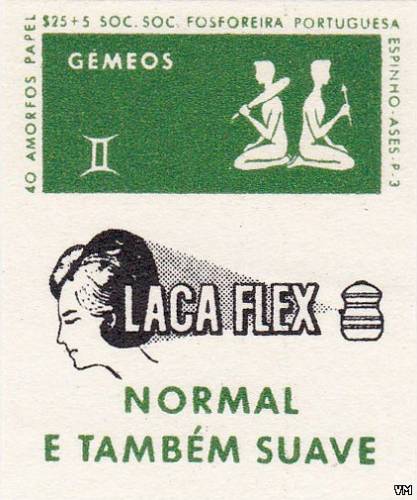 $25+5 SOC. SOC. FOSFOREIRA PORTUGUESA
40 AMORFOS PAPEL
ESPINHO-ASES.P.3
GÉMEOS
♊
LACA FLEX
NORMAL
E TAMBÉM SUAVE
VM